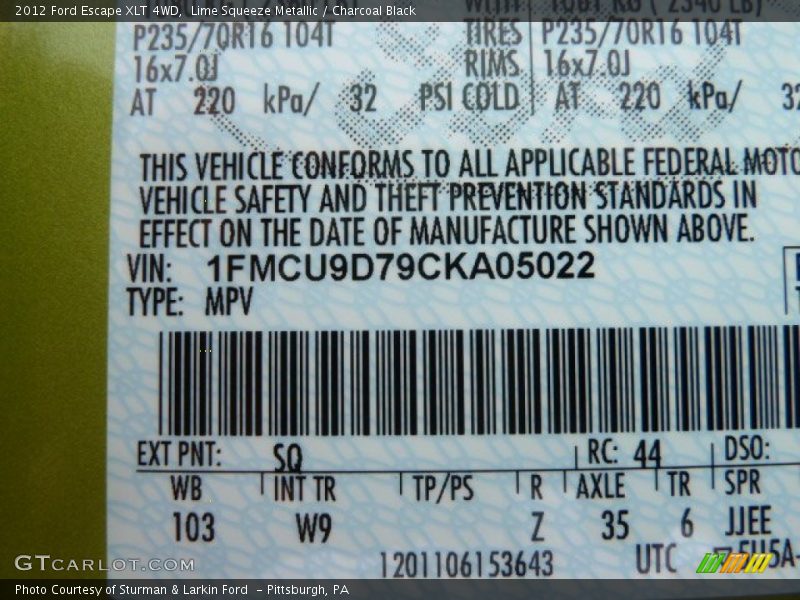 2012 Ford Escape XLT 4WD, Lime Squeeze Metallic / Charcoal Black
P235/70R16 104T TIRES P235/70R16 104T
16x7.0J RIMS 16x7.0J
AT 220 kPa/ 32 PSI COLD AT 220 kPa/ 32
THIS VEHICLE CONFORMS TO ALL APPLICABLE FEDERAL MOTO
VEHICLE SAFETY AND THEFT PREVENTION STANDARDS IN
EFFECT ON THE DATE OF MANUFACTURE SHOWN ABOVE.
VIN: 1FMCU9D79CKA05022
TYPE: MPV
EXT PNT: SQ RC: 44 DSO:
WB INT TR TP/PS R AXLE TR SPR
103 W9 Z 35 6 JJEE
1201106153643 UTC
GTCARLOT.COM
Photo Courtesy of Sturman & Larkin Ford - Pittsburgh, PA